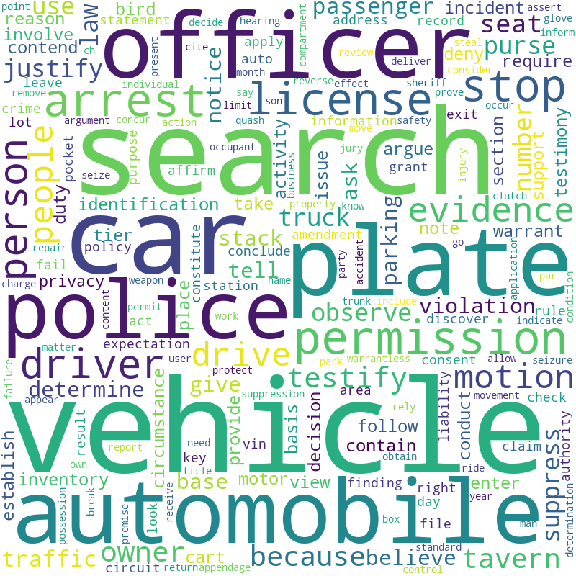 point decide hearing address passenger incident assert glove
use bird statement apply record seat inform
reason involve law officer deny compartment
cite review steal
contend ch auto purse consider
leave present month deliver require
justify notice reverse effect sheriff
remove individual say prove occur
crime argument concur action limit son license stop
arrest quash move safety exit
lot pocket purpose information jury injury
seize affirm occupant argue number
person people search grant section support testimony
duty identification activity issue ask evidence
business property know clutch
tier take truck amendment note warrant
repair policy car stack parking
fail conclude go
charge weapon constitute tell party accident plate application par condition
privacy permit station name trunk include violation rule
content act place work observe discover indicate
matter expectation police permission consent failure
user park warrantless allow seizure
driver protect drive testify motion movement
appear suppression area rely
determine circumstance give provide basis decision follow obtain liability conduct check
result need vin contain ride claim
report title
establish own vehicle suppress authority
key finding right enter year
inventory base motor view day
possession look break receive promise box file standard man determination
automobile
traffic owner cart because believe tavern
circuit return appendage control